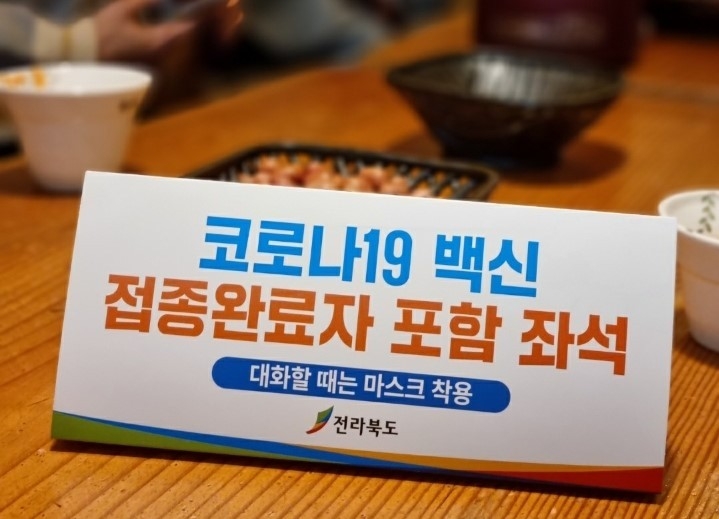 코로나19 백신
접종완료자 포함 좌석
대화할 때는 마스크 착용
전라북도